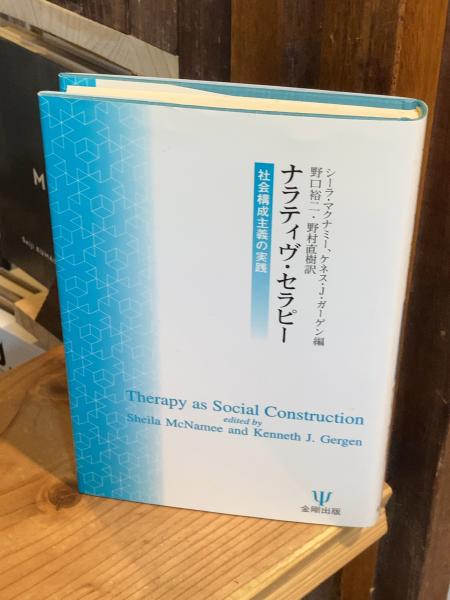 シーラ・マクナミー、ケネス・J・ガーゲン編
野口裕二・野村直樹訳
ナラティヴ・セラピー
社会構成主義の実践
Therapy as Social Construction
edited by
Sheila McNamee and Kenneth J. Gergen
金剛出版